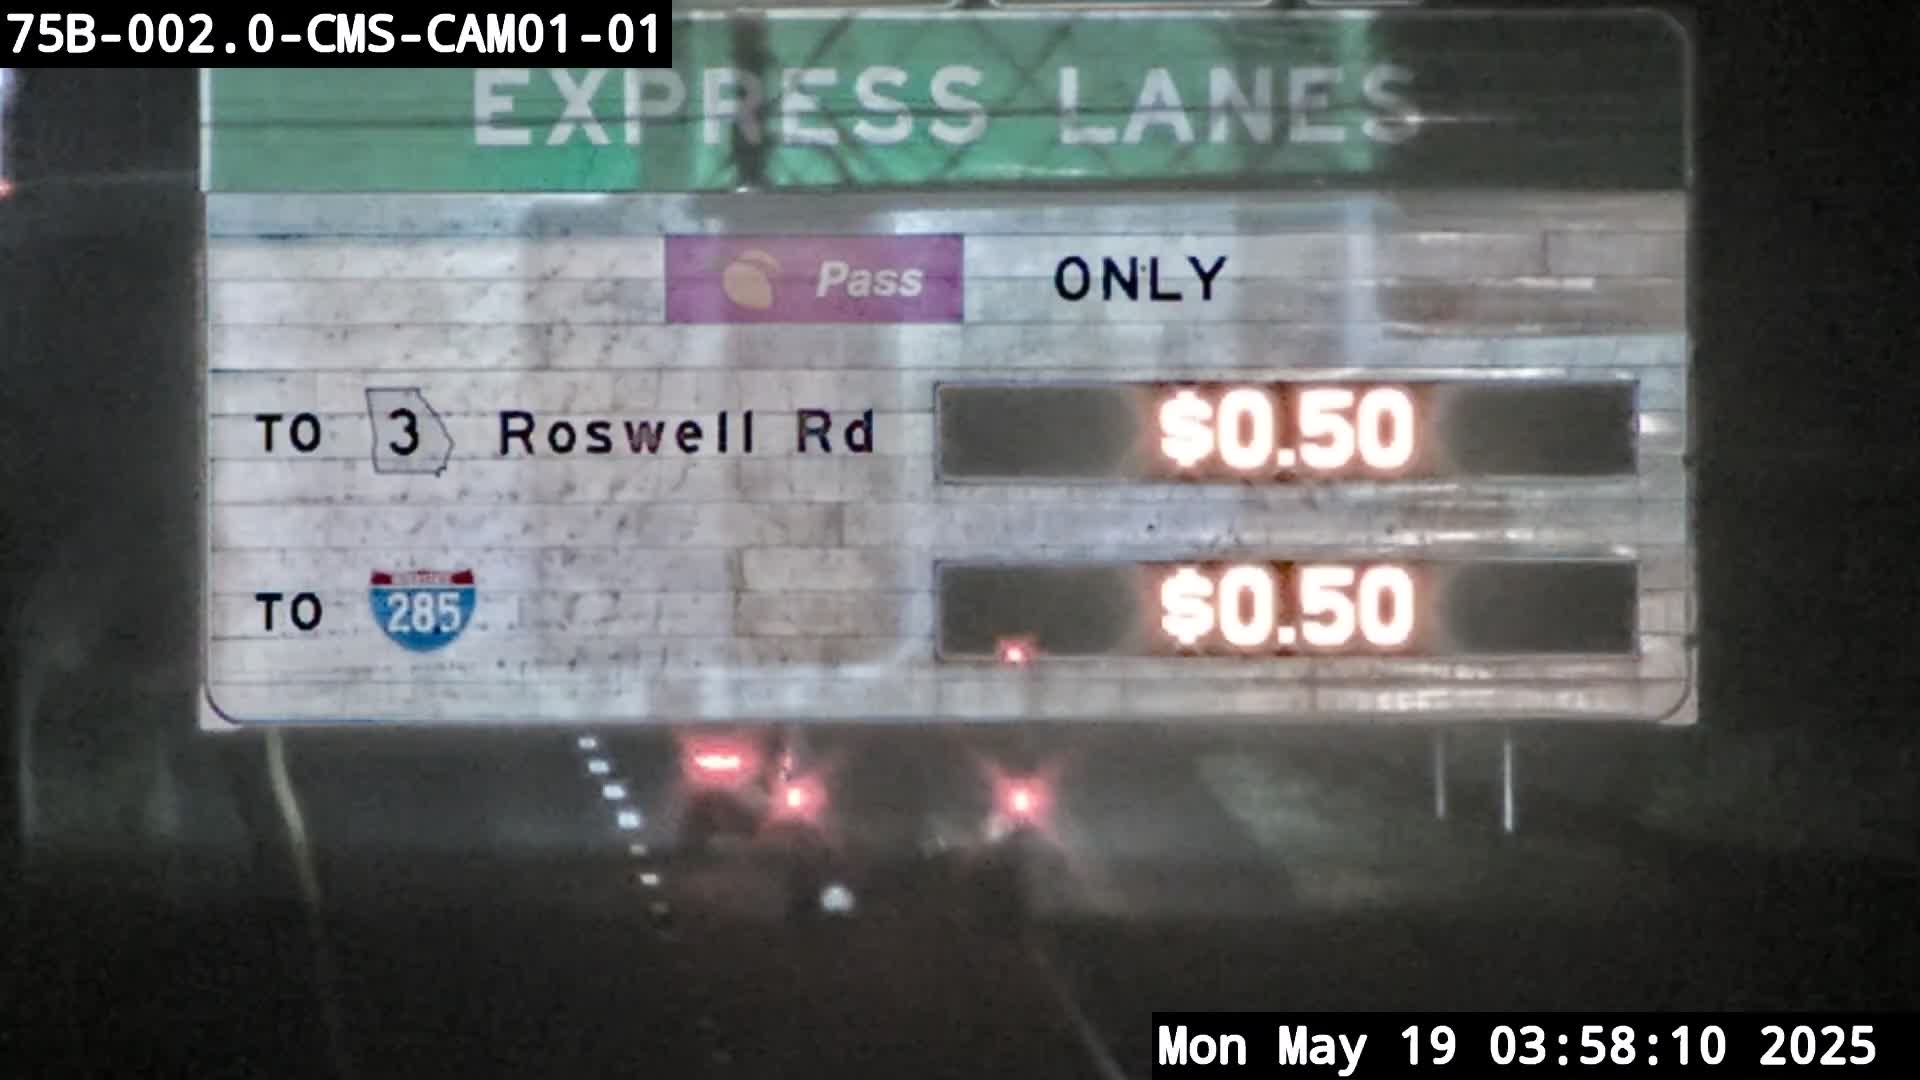 75B-002.0-CMS-CAM01-01
EXPRESS LANES
Pass ONLY
TO 3 Roswell Rd $0.50
TO 285 $0.50
Mon May 19 03:58:10 2025